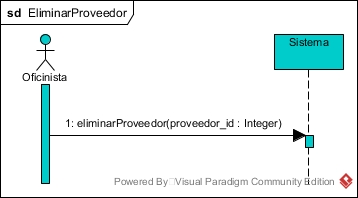 sd EliminarProveedor
Sistema
Oficinista
1: eliminarProveedor(proveedor_id : Integer)
Powered By Visual Paradigm Community Edition